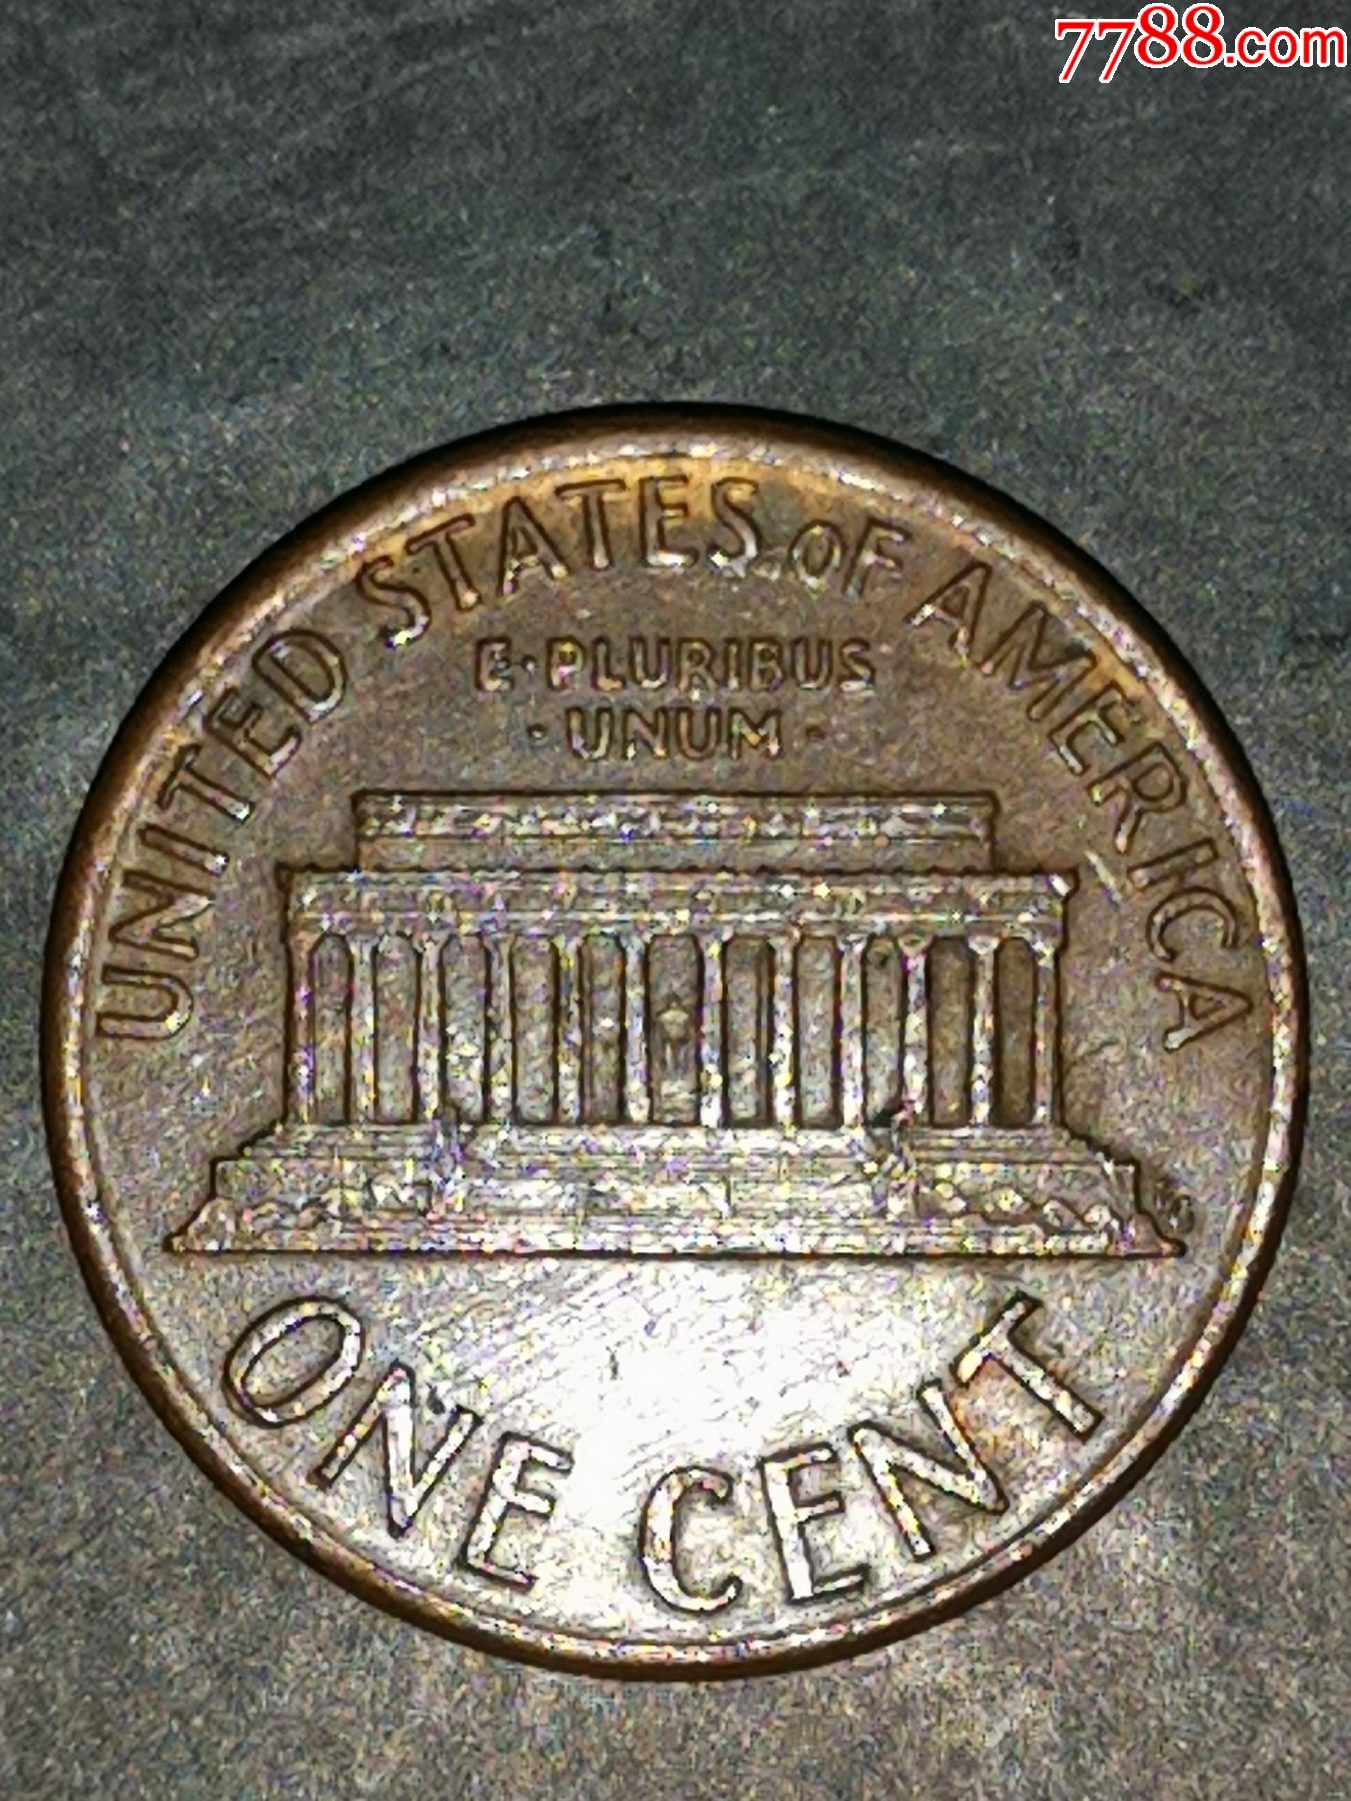 7788.com
UNITED STATES OF AMERICA
E·PLURIBUS
·UNUM·
ONE CENT